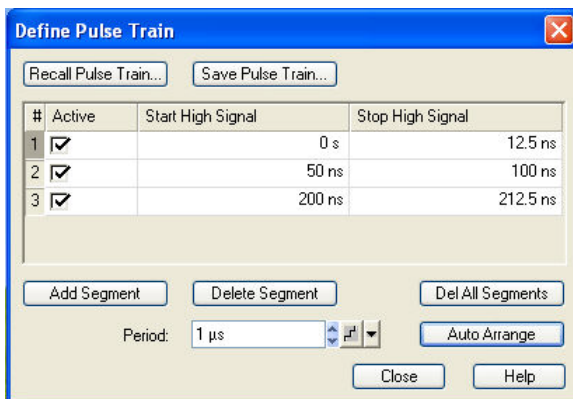 Define Pulse Train
Recall Pulse Train... Save Pulse Train...
# Active Start High Signal Stop High Signal
1 0 s 12.5 ns
2 50 ns 100 ns
3 200 ns 212.5 ns
Add Segment Delete Segment Del All Segments
Period: 1 µs Auto Arrange
Close Help